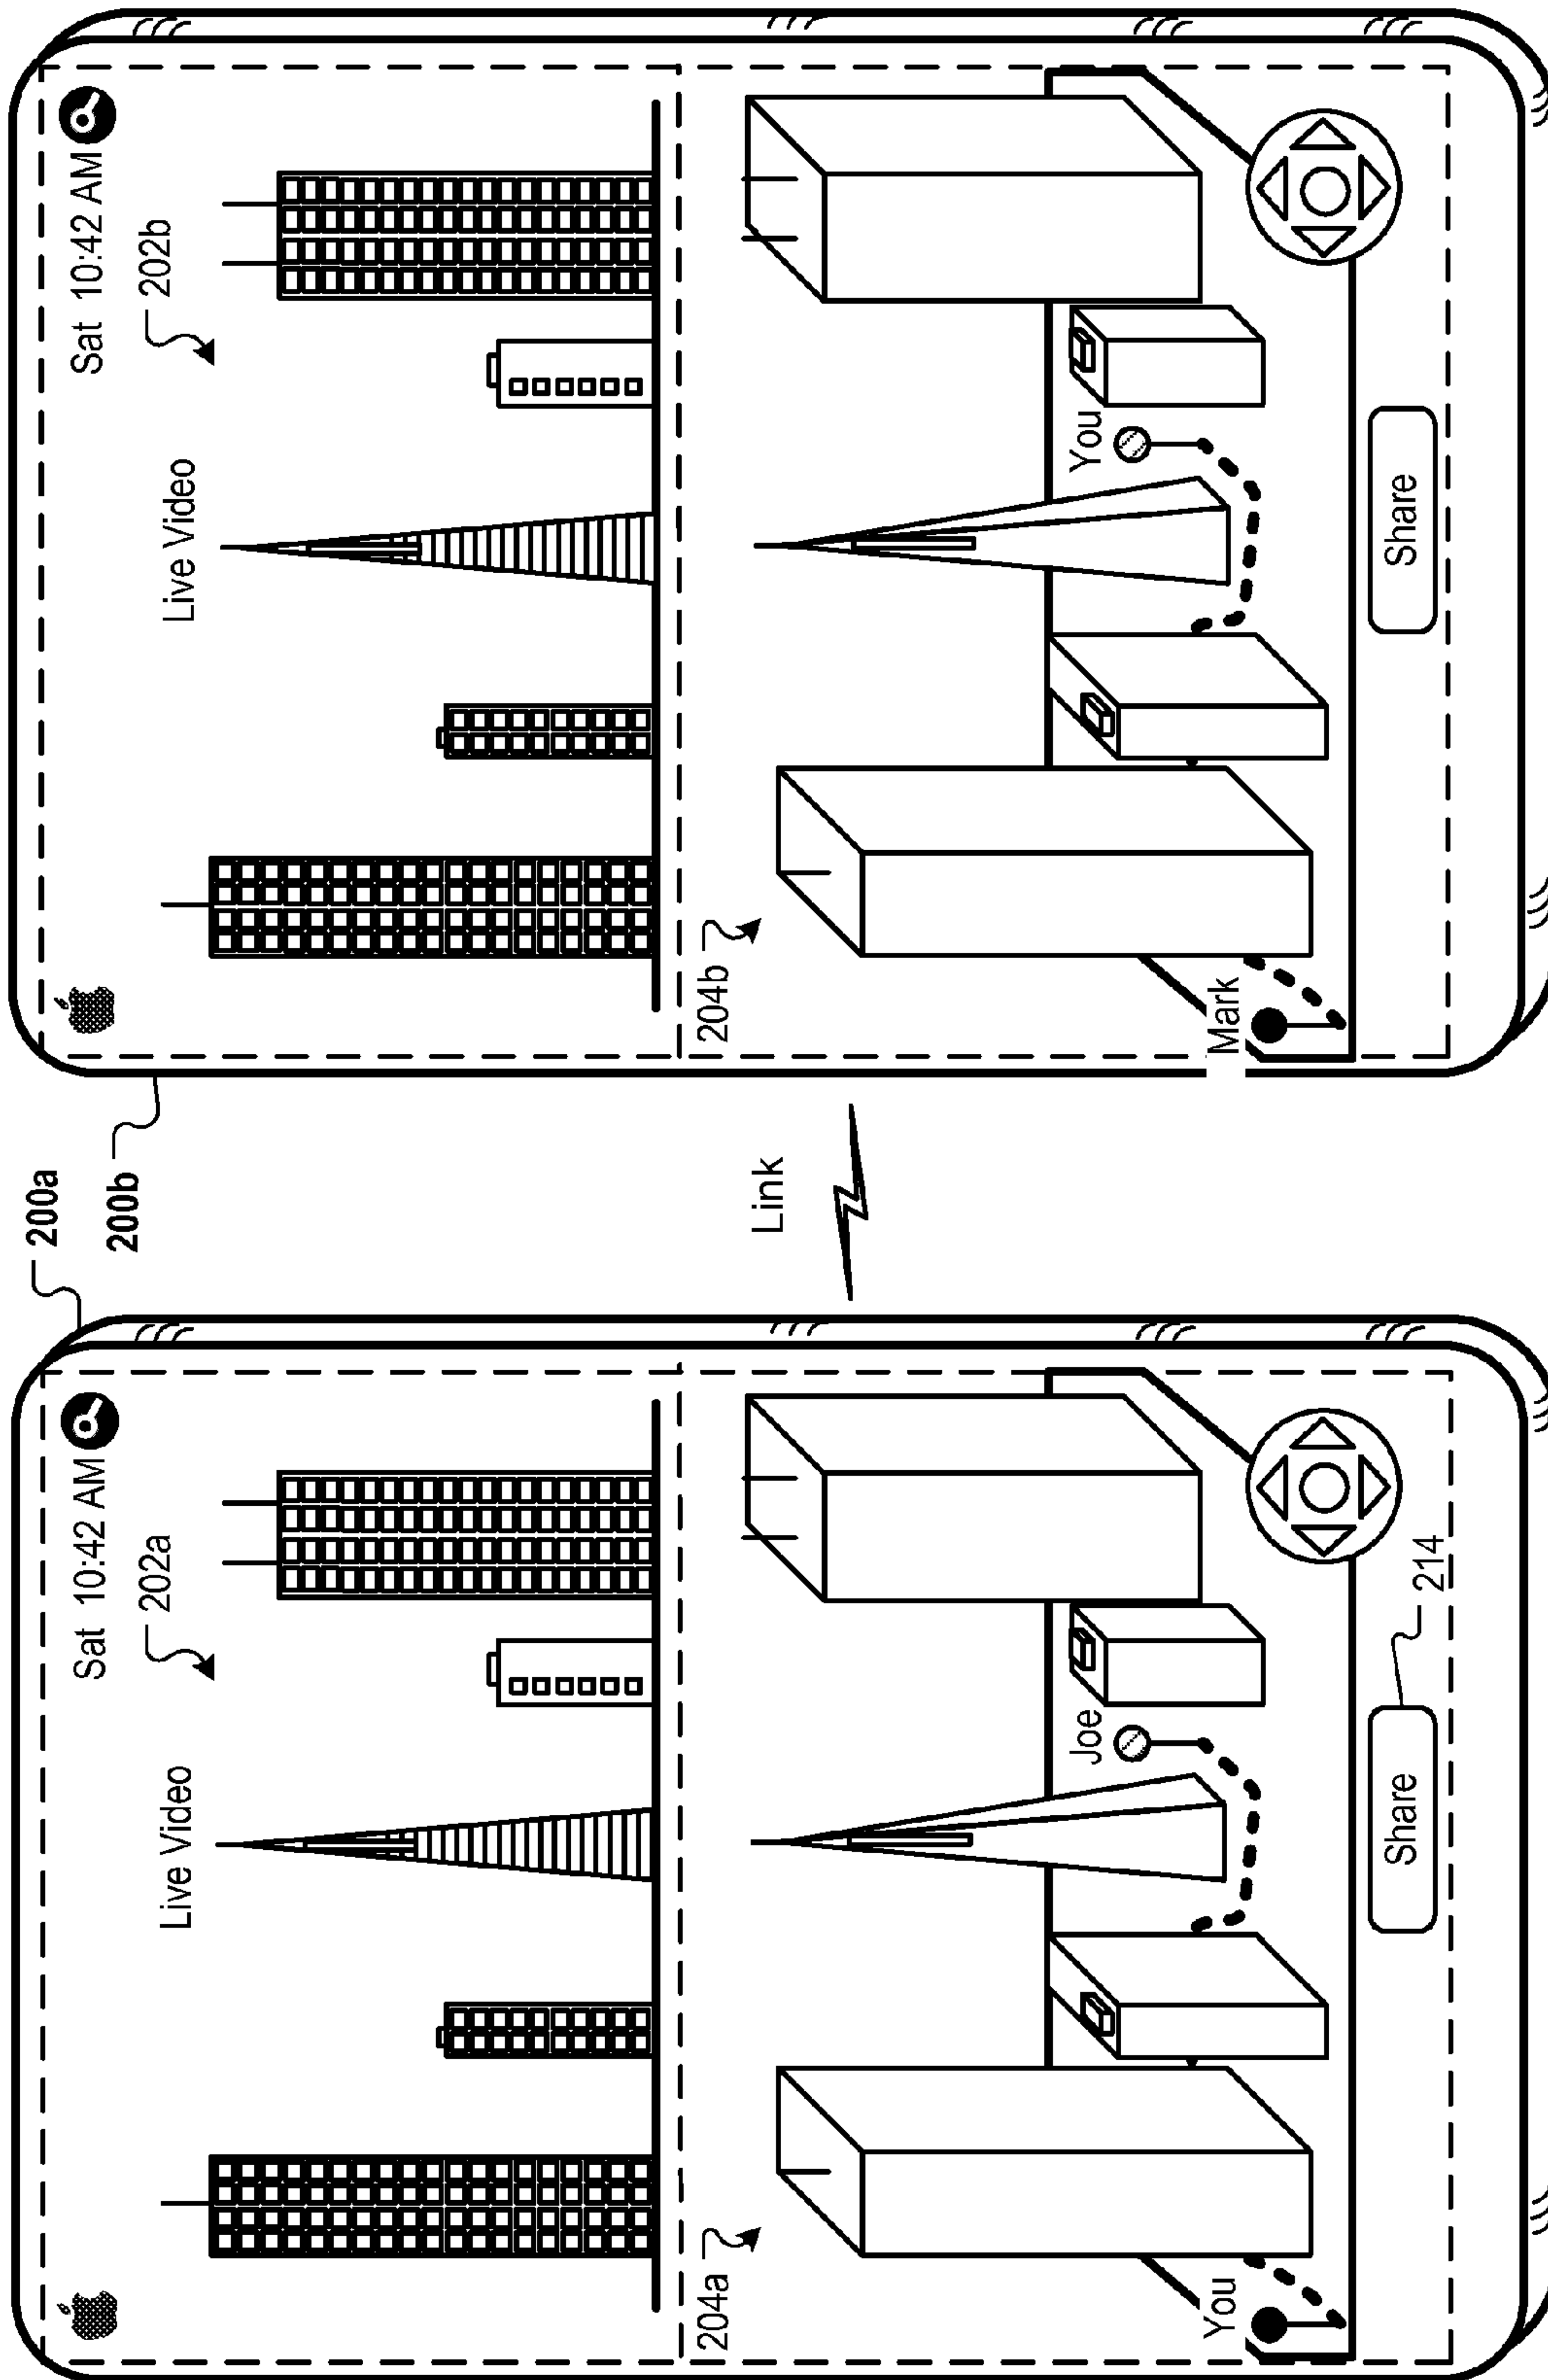 200a
Sat 10:42 AM
202a
Live Video
204a
Joe
You
Share
214
Link
200b
Sat 10:42 AM
202b
Live Video
204b
You
Mark
Share